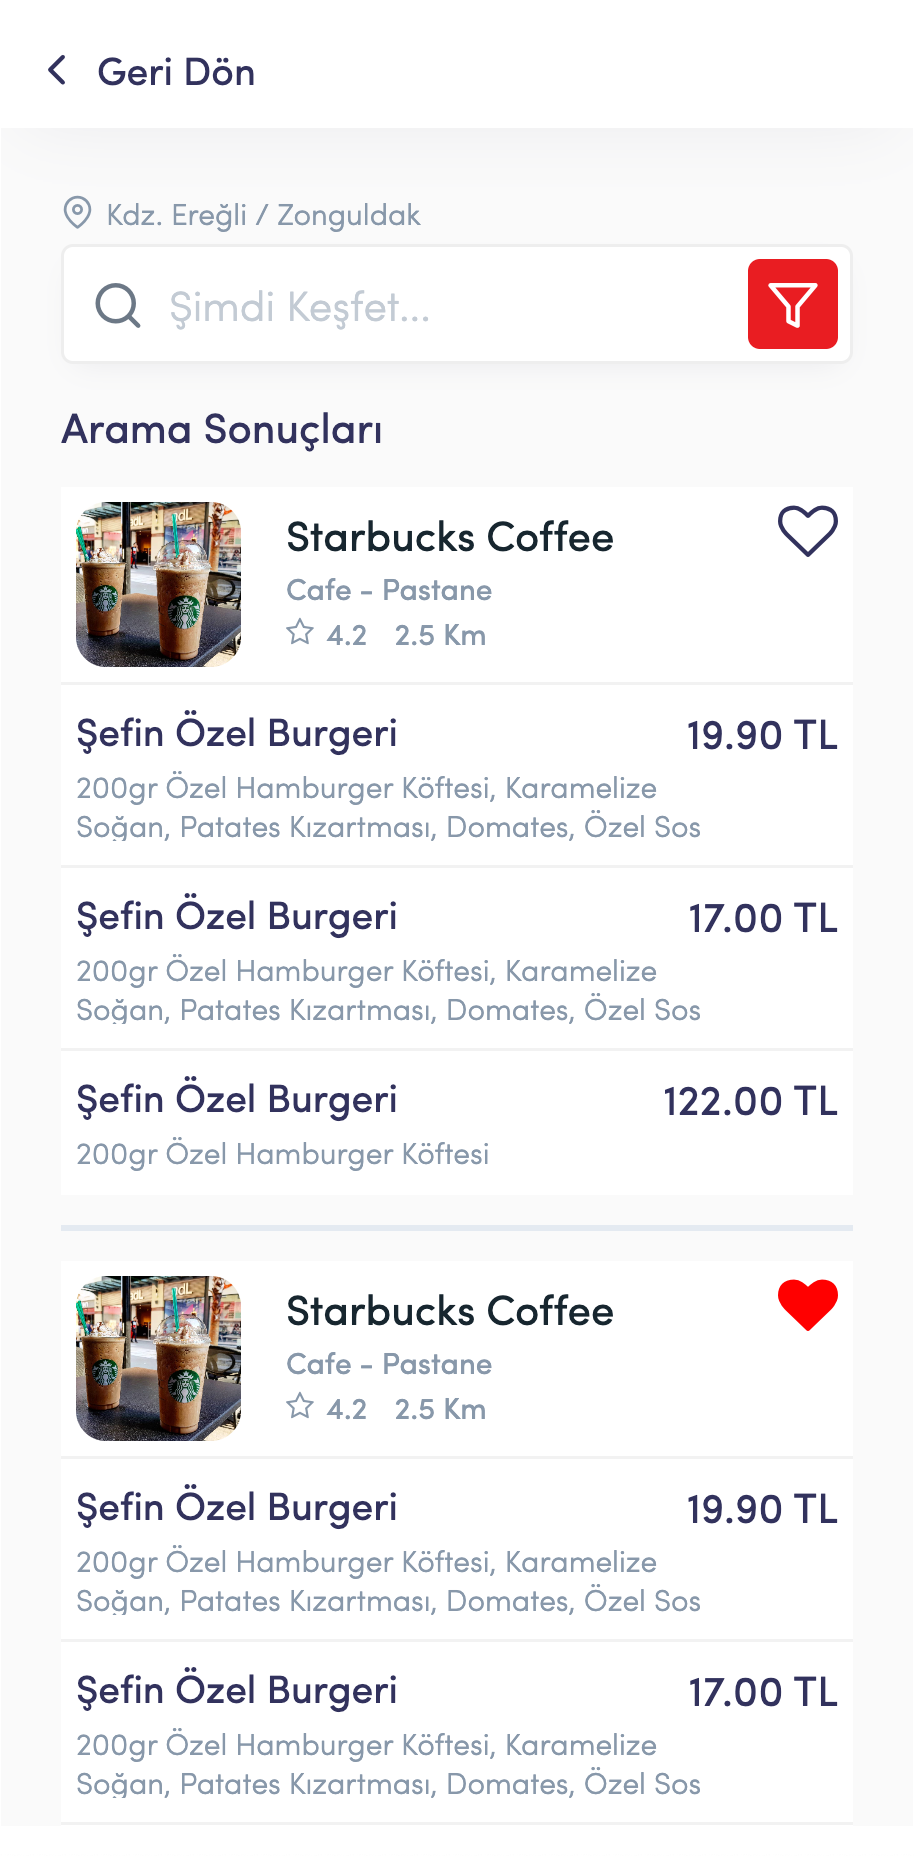 Geri Dön
Kdz. Ereğli / Zonguldak
Şimdi Keşfet...
Arama Sonuçları
Starbucks Coffee
Cafe - Pastane
4.2 2.5 Km
Şefin Özel Burgeri 19.90 TL
200gr Özel Hamburger Köftesi, Karamelize
Soğan, Patates Kızartması, Domates, Özel Sos
Şefin Özel Burgeri 17.00 TL
200gr Özel Hamburger Köftesi, Karamelize
Soğan, Patates Kızartması, Domates, Özel Sos
Şefin Özel Burgeri 122.00 TL
200gr Özel Hamburger Köftesi
Starbucks Coffee
Cafe - Pastane
4.2 2.5 Km
Şefin Özel Burgeri 19.90 TL
200gr Özel Hamburger Köftesi, Karamelize
Soğan, Patates Kızartması, Domates, Özel Sos
Şefin Özel Burgeri 17.00 TL
200gr Özel Hamburger Köftesi, Karamelize
Soğan, Patates Kızartması, Domates, Özel Sos